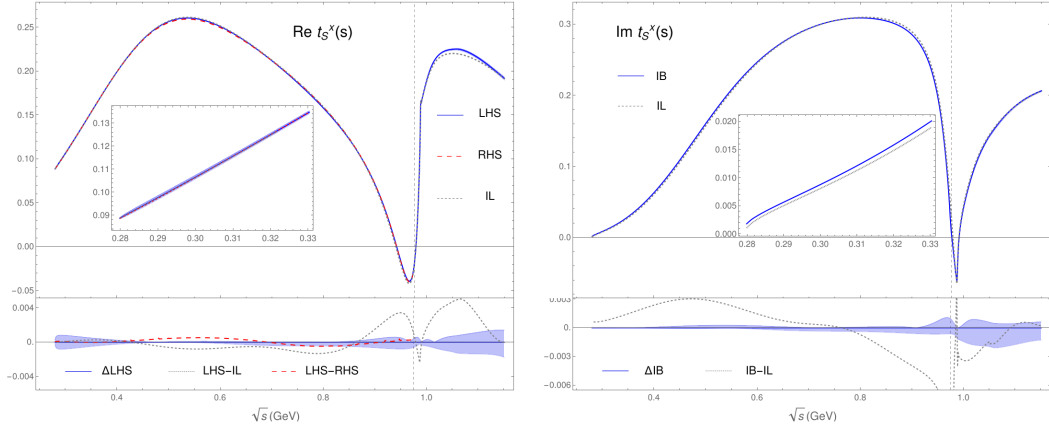 Re t_S^x(s)
0.25
0.20
0.15
0.10
0.05
0.00
−0.05
0.13
0.12
0.11
0.10
0.09
0.28 0.29 0.30 0.31 0.32 0.33
LHS
RHS
IL
0.004
0.000
−0.004
ΔLHS LHS−IL LHS−RHS
0.4 0.6 0.8 1.0
√s (GeV)
Im t_S^x(s)
0.3
0.2
0.1
0.0
IB
IL
0.020
0.015
0.010
0.005
0.000
0.28 0.29 0.30 0.31 0.32 0.33
0.003
0.000
−0.003
−0.006
ΔIB IB−IL
0.4 0.6 0.8 1.0
√s (GeV)